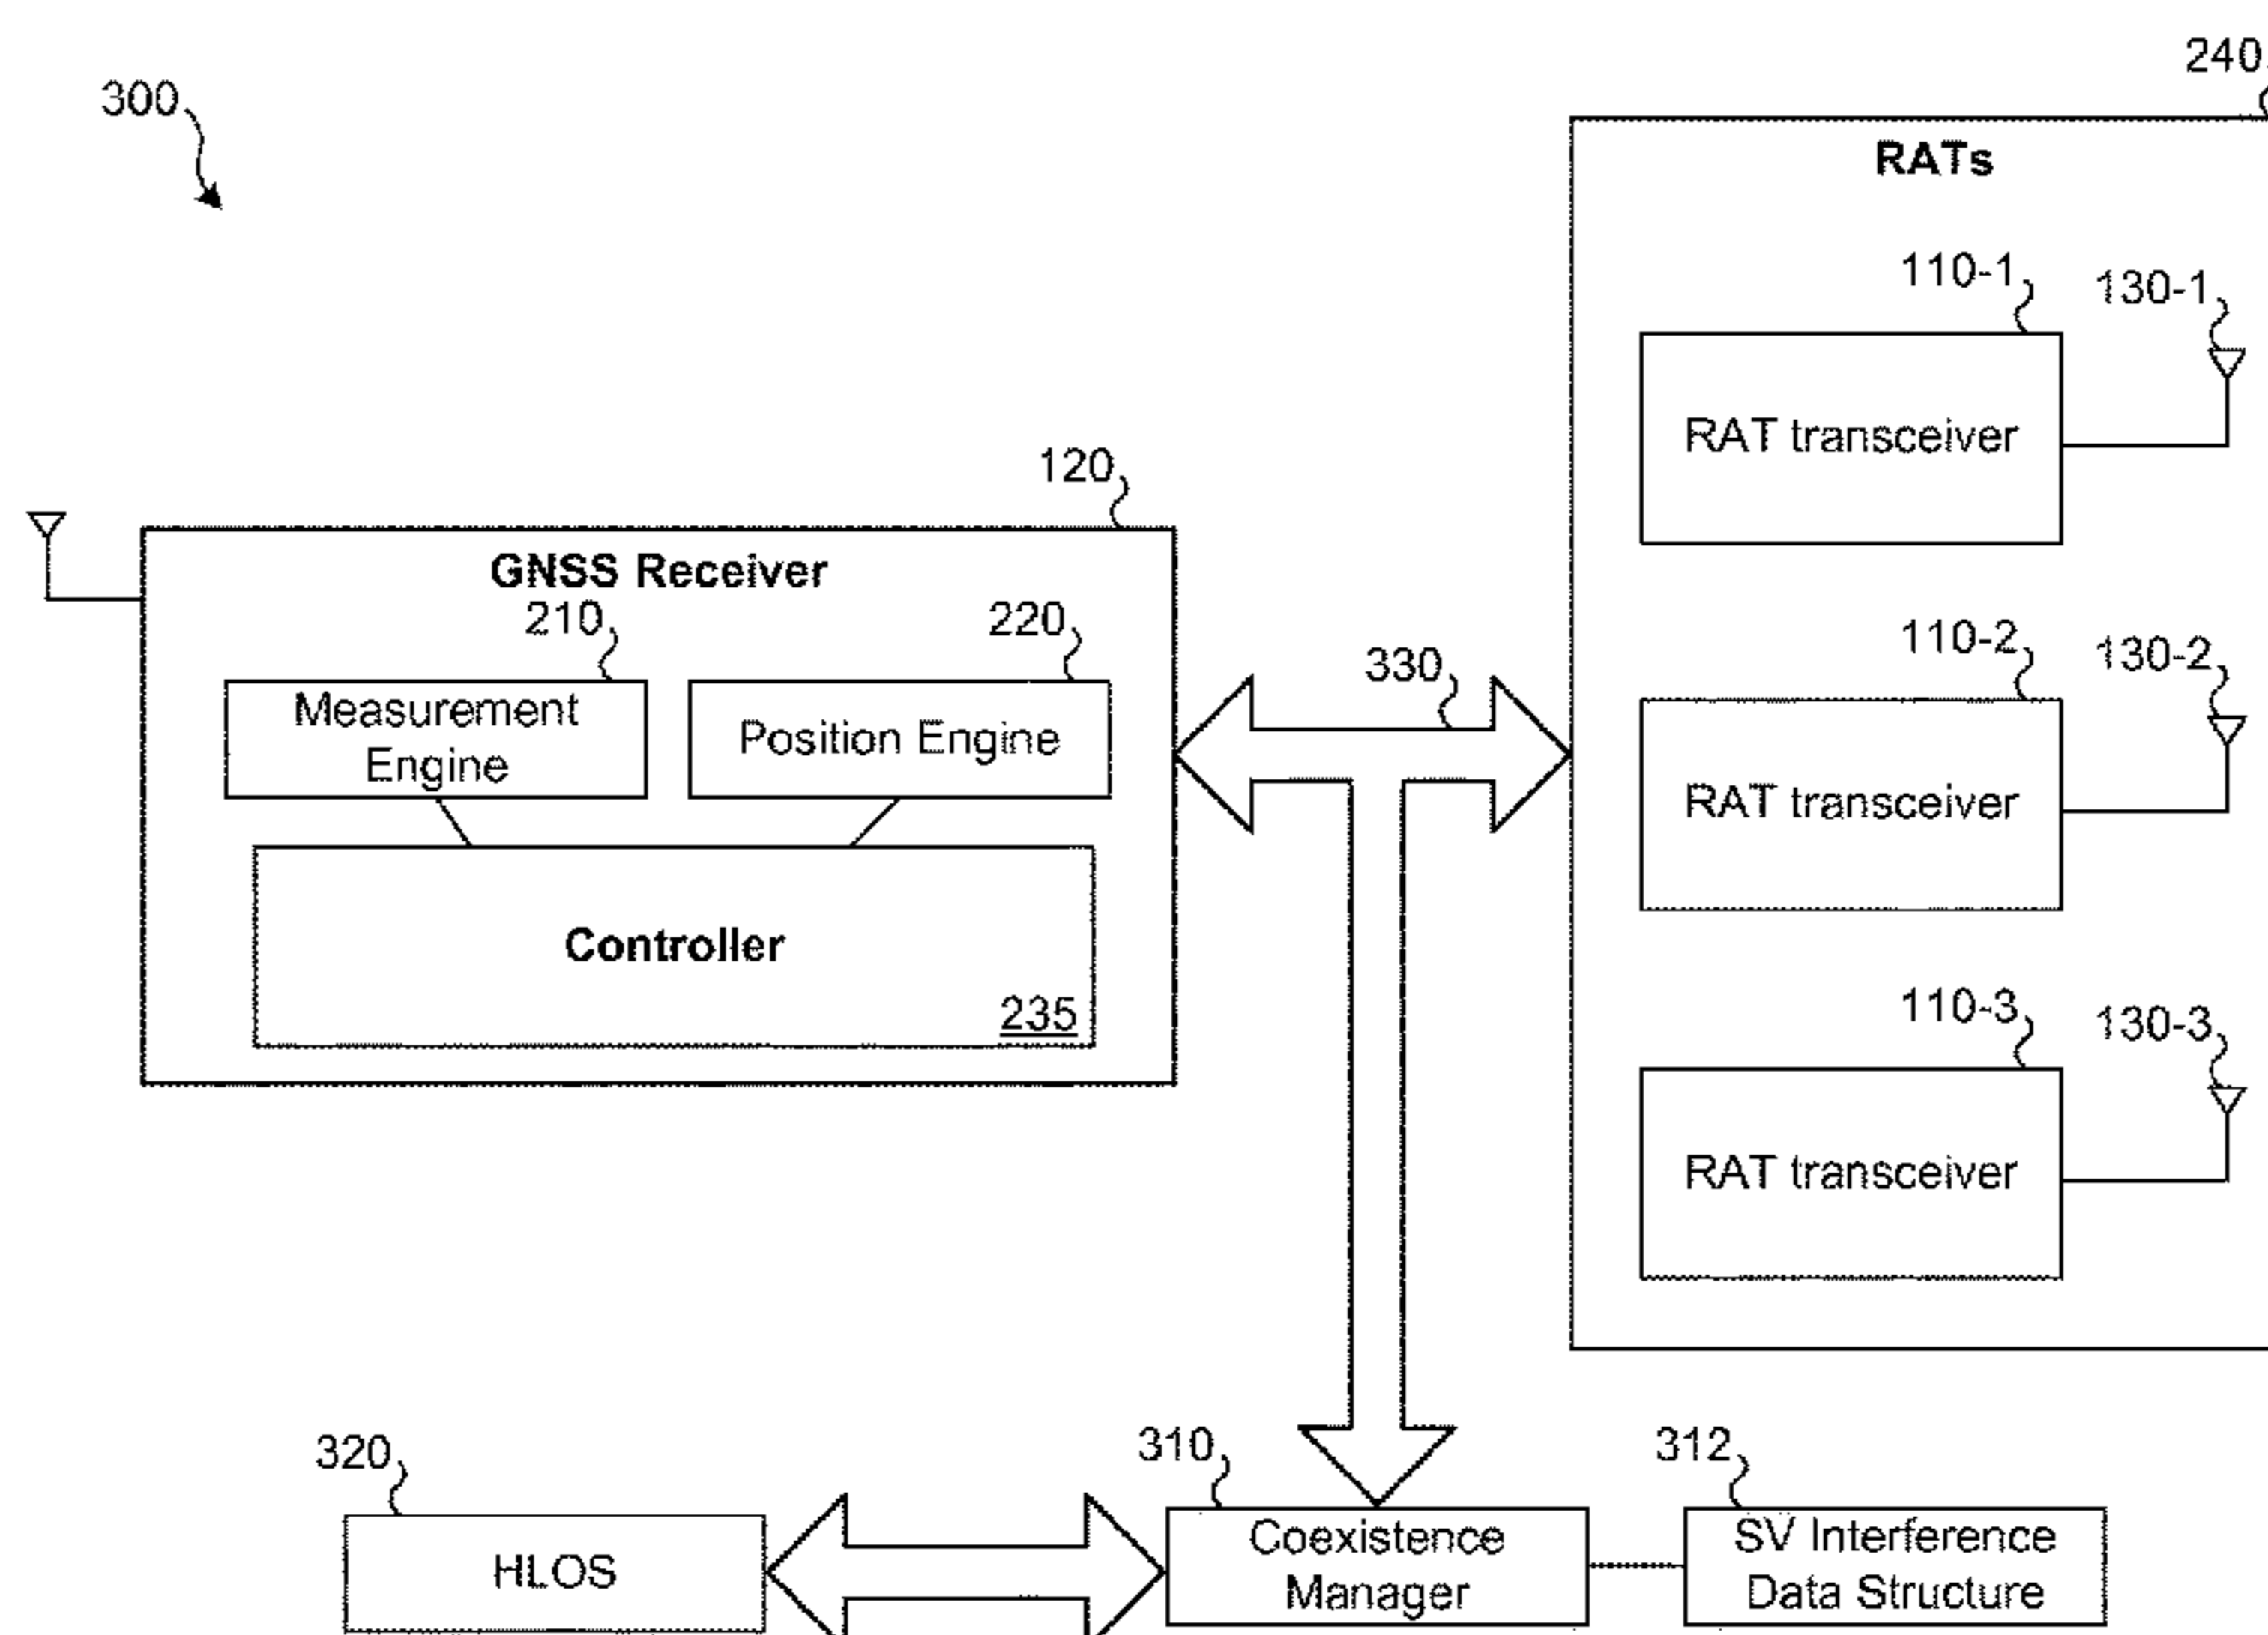 300
240
RATs
110-1
130-1
RAT transceiver
120
GNSS Receiver
210
220
Measurement
Engine
Position Engine
Controller
235
330
110-2
130-2
RAT transceiver
110-3
130-3
RAT transceiver
320
HLOS
310
Coexistence
Manager
312
SV Interference
Data Structure